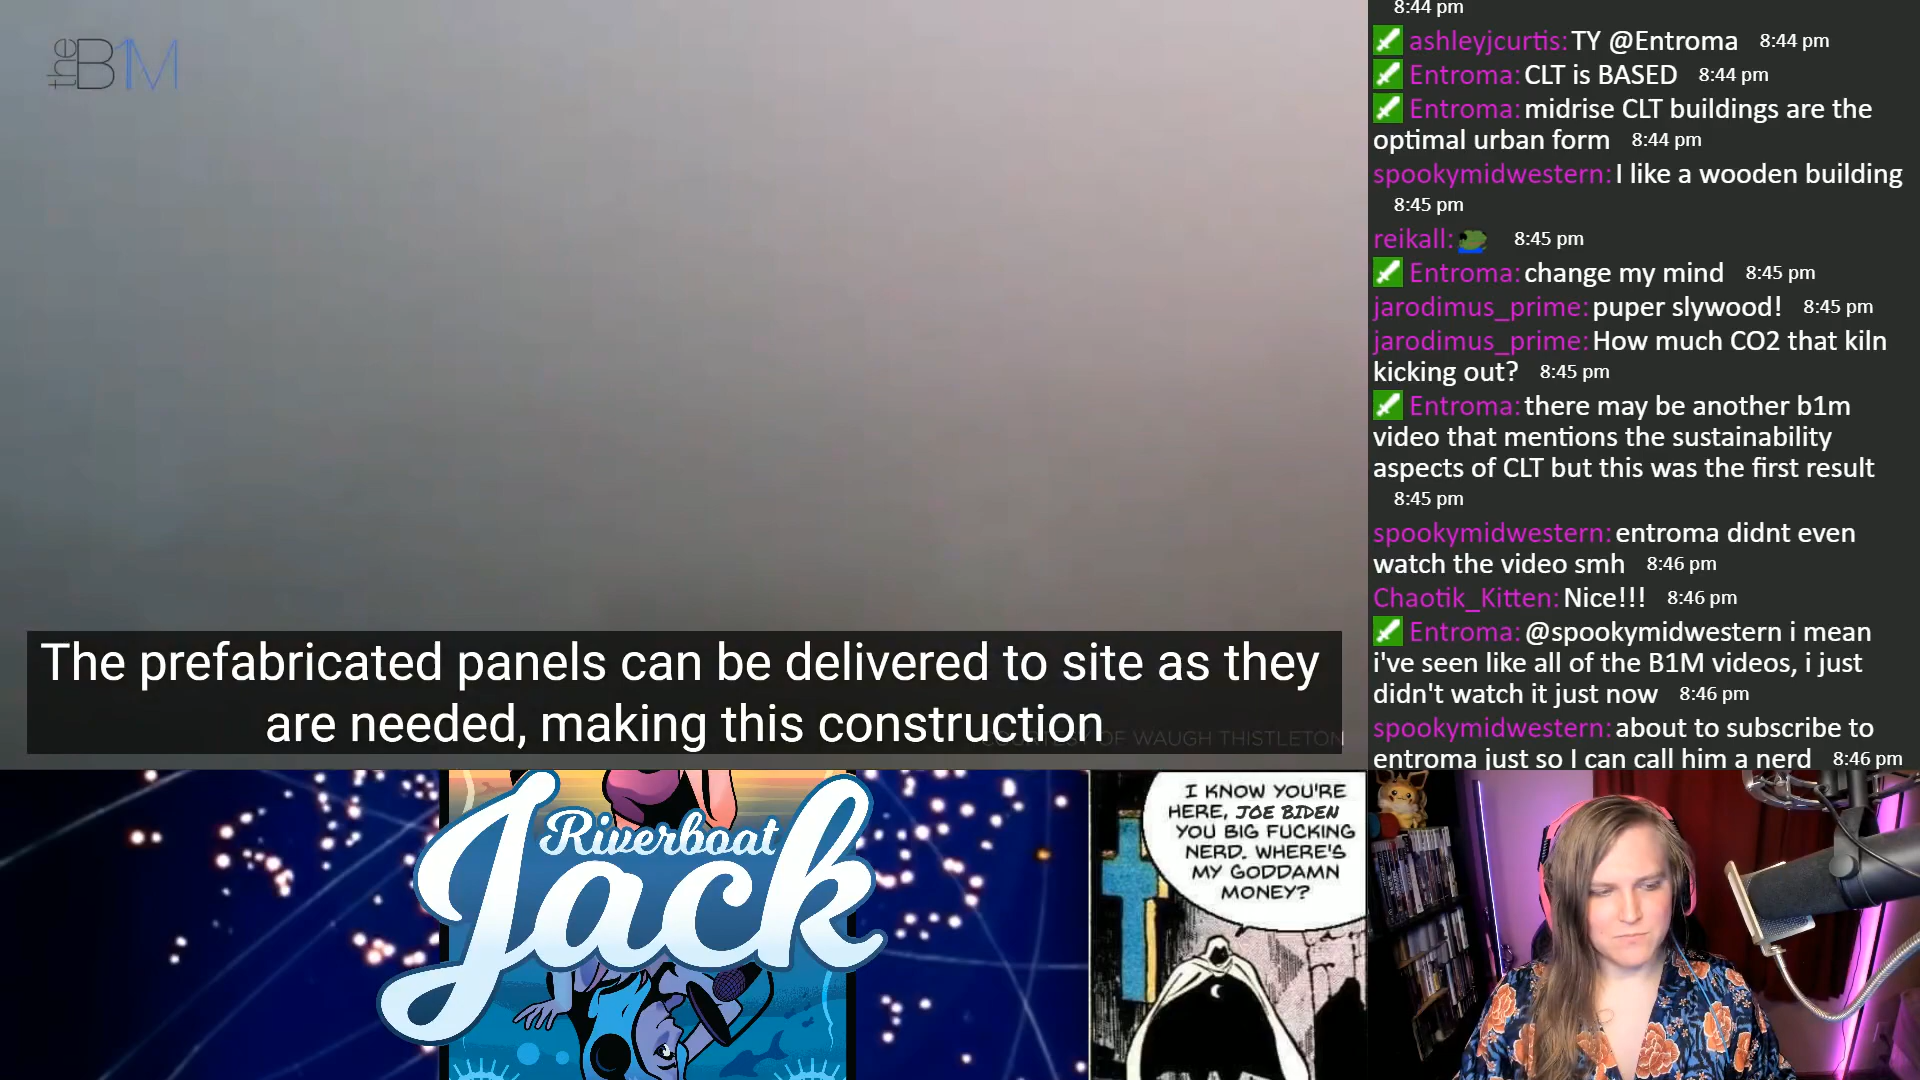 the B1M
The prefabricated panels can be delivered to site as they
are needed, making this construction
COURTESY OF WAUGH THISTLETON
8:44 pm
ashleyjcurtis: TY @Entroma 8:44 pm
Entroma: CLT is BASED 8:44 pm
Entroma: midrise CLT buildings are the
optimal urban form 8:44 pm
spookymidwestern: I like a wooden building
8:45 pm
reikall: 8:45 pm
Entroma: change my mind 8:45 pm
jarodimus_prime: puper slywood! 8:45 pm
jarodimus_prime: How much CO2 that kiln
kicking out? 8:45 pm
Entroma: there may be another b1m
video that mentions the sustainability
aspects of CLT but this was the first result
8:45 pm
spookymidwestern: entroma didnt even
watch the video smh 8:46 pm
Chaotik_Kitten: Nice!!! 8:46 pm
Entroma: @spookymidwestern i mean
i've seen like all of the B1M videos, i just
didn't watch it just now 8:46 pm
spookymidwestern: about to subscribe to
entroma just so I can call him a nerd 8:46 pm
Riverboat
Jack
I KNOW YOU'RE
HERE, JOE BIDEN
YOU BIG FUCKING
NERD. WHERE'S
MY GODDAMN
MONEY?